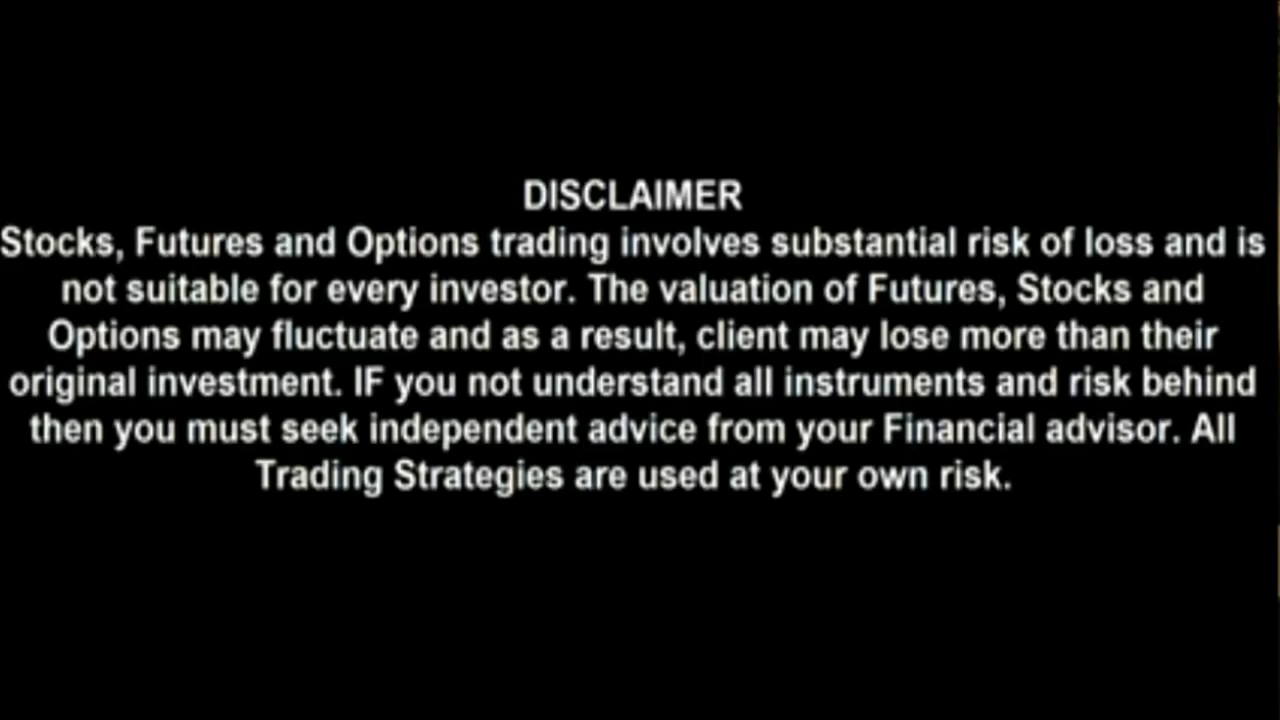 DISCLAIMER
Stocks, Futures and Options trading involves substantial risk of loss and is
not suitable for every investor. The valuation of Futures, Stocks and
Options may fluctuate and as a result, client may lose more than their
original investment. IF you not understand all instruments and risk behind
then you must seek independent advice from your Financial advisor. All
Trading Strategies are used at your own risk.